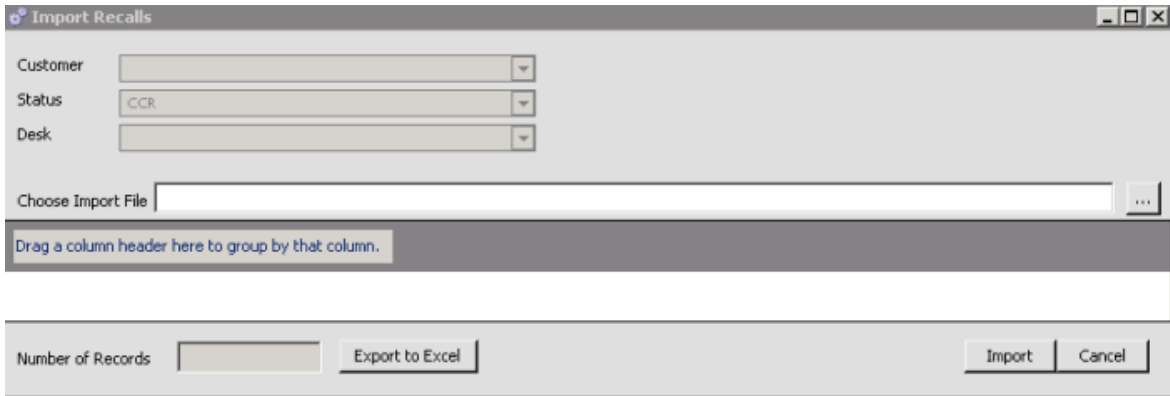 Import Recalls
Customer
Status CCR
Desk
Choose Import File ...
Drag a column header here to group by that column.
Number of Records Export to Excel Import Cancel